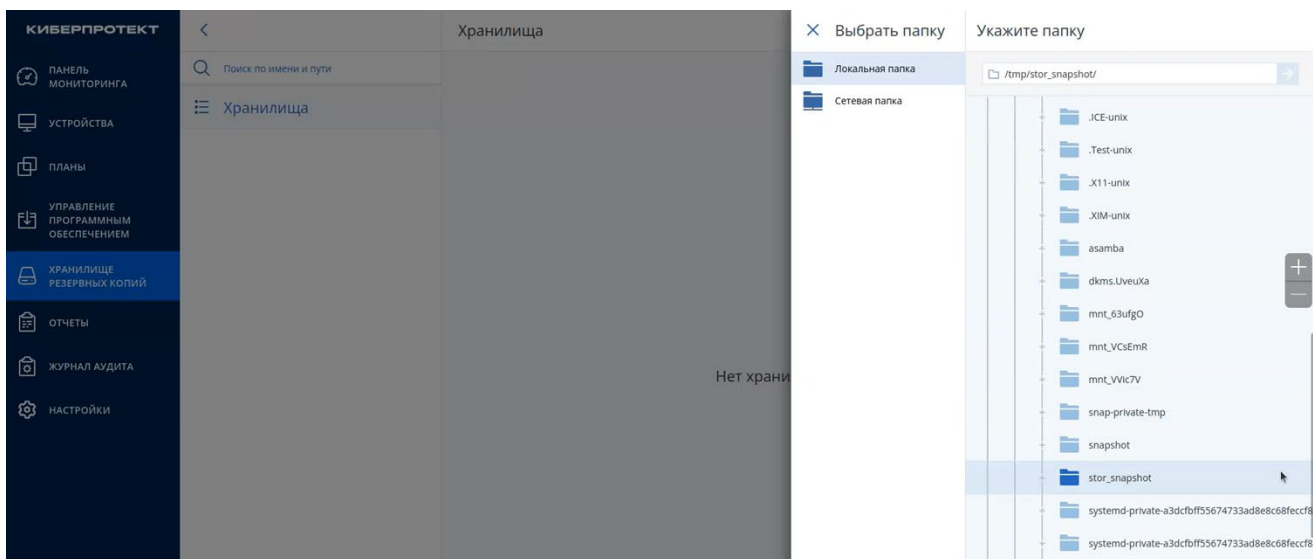 КИБЕРПРОТЕКТ
ПАНЕЛЬ
МОНИТОРИНГА
УСТРОЙСТВА
ПЛАНЫ
УПРАВЛЕНИЕ
ПРОГРАММНЫМ
ОБЕСПЕЧЕНИЕМ
ХРАНИЛИЩЕ
РЕЗЕРВНЫХ КОПИЙ
ОТЧЕТЫ
ЖУРНАЛ АУДИТА
НАСТРОЙКИ
Поиск по имени и пути
Хранилища
Хранилища
Нет храни
Выбрать папку
Локальная папка
Сетевая папка
Укажите папку
/tmp/stor_snapshot/
.ICE-unix
.Test-unix
.X11-unix
.XIM-unix
asamba
dkms.UveuXa
mnt_63ufgO
mnt_VCsEmR
mnt_VVic7V
snap-private-tmp
snapshot
stor_snapshot
systemd-private-a3dcfbff55674733ad8e8c68feccf8
systemd-private-a3dcfbff55674733ad8e8c68feccf8